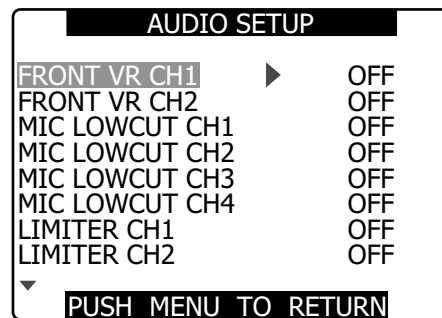 AUDIO SETUP
FRONT VR CH1 OFF
FRONT VR CH2 OFF
MIC LOWCUT CH1 OFF
MIC LOWCUT CH2 OFF
MIC LOWCUT CH3 OFF
MIC LOWCUT CH4 OFF
LIMITER CH1 OFF
LIMITER CH2 OFF
PUSH MENU TO RETURN